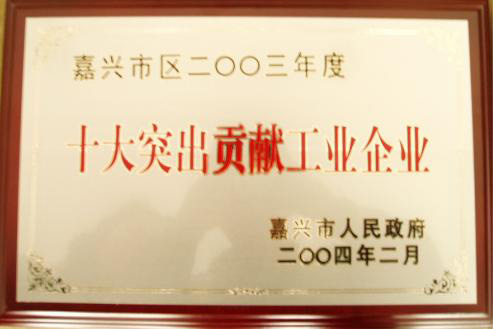 嘉兴市区二〇〇三年度
十大突出贡献工业企业
嘉兴市人民政府
二〇〇四年二月